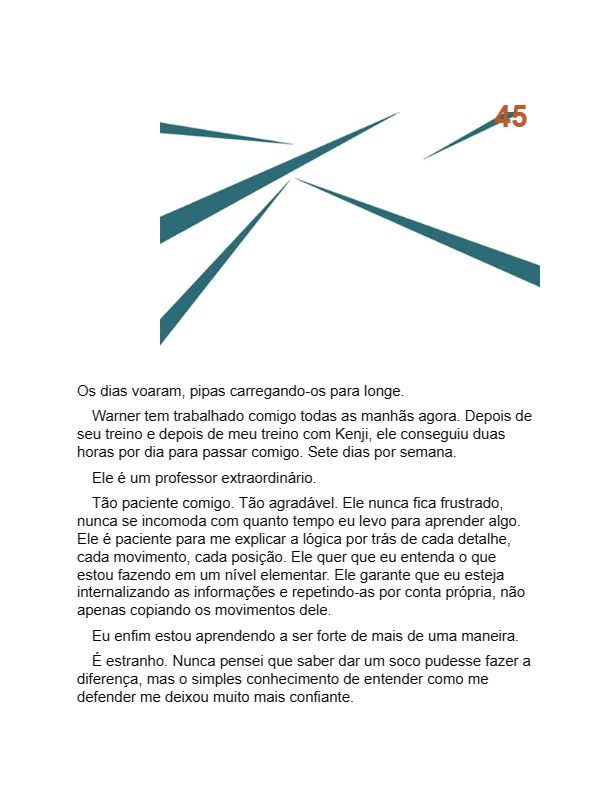 45
Os dias voaram, pipas carregando-os para longe.
Warner tem trabalhado comigo todas as manhãs agora. Depois de
seu treino e depois de meu treino com Kenji, ele conseguiu duas
horas por dia para passar comigo. Sete dias por semana.
Ele é um professor extraordinário.
Tão paciente comigo. Tão agradável. Ele nunca fica frustrado,
nunca se incomoda com quanto tempo eu levo para aprender algo.
Ele é paciente para me explicar a lógica por trás de cada detalhe,
cada movimento, cada posição. Ele quer que eu entenda o que
estou fazendo em um nível elementar. Ele garante que eu esteja
internalizando as informações e repetindo-as por conta própria, não
apenas copiando os movimentos dele.
Eu enfim estou aprendendo a ser forte de mais de uma maneira.
É estranho. Nunca pensei que saber dar um soco pudesse fazer a
diferença, mas o simples conhecimento de entender como me
defender me deixou muito mais confiante.